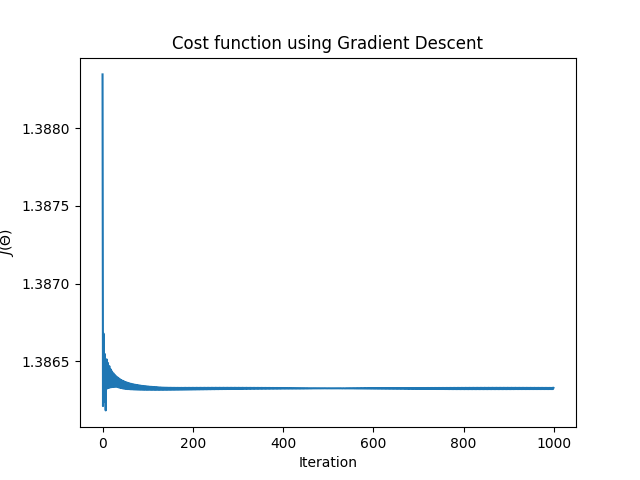 Cost function using Gradient Descent
1.3880
1.3875
1.3870
1.3865
J(Θ)
0 200 400 600 800 1000
Iteration